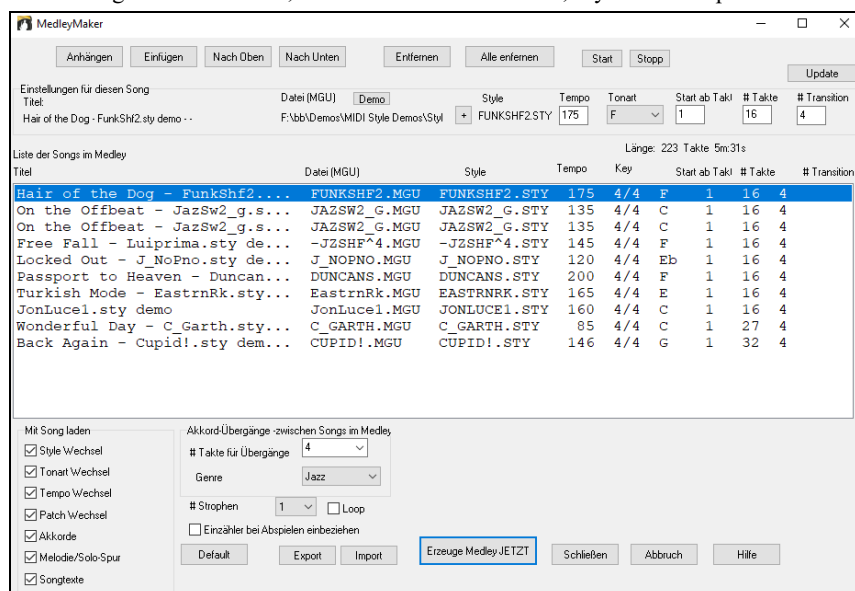 MedleyMaker
Anhängen Einfügen Nach Oben Nach Unten Entfernen Alle enfernen Start Stopp
Update
Einstellungen für diesen Song
Titel: Datei (MGU) Demo Style Tempo Tonart Start ab Takt # Takte # Transition
Hair of the Dog - FunkShf2.sty demo - - F:\bb\Demos\MIDI Style Demos\Styl + FUNKSHF2.STY 175 F 1 16 4
Länge: 223 Takte 5m:31s
Liste der Songs im Medley
Titel Datei (MGU) Style Tempo Key Start ab Takt # Takte # Transition
Hair of the Dog - FunkShf2.... FUNKSHF2.MGU FUNKSHF2.STY 175 4/4 F 1 16 4
On the Offbeat - JazSw2_g.s... JAZSW2_G.MGU JAZSW2_G.STY 135 4/4 C 1 16 4
On the Offbeat - JazSw2_g.s... JAZSW2_G.MGU JAZSW2_G.STY 135 4/4 C 1 16 4
Free Fall - Luiprima.sty de... -JZSHF^4.MGU -JZSHF^4.STY 145 4/4 F 1 16 4
Locked Out - J_NoPno.sty de... J_NOPNO.MGU J_NOPNO.STY 120 4/4 Eb 1 16 4
Passport to Heaven - Duncan... DUNCANS.MGU DUNCANS.STY 200 4/4 F 1 16 4
Turkish Mode - EastrnRk.sty... EastrnRk.MGU EASTRNRK.STY 165 4/4 E 1 16 4
JonLuce1.sty demo JonLuce1.MGU JONLUCE1.STY 160 4/4 C 1 16 4
Wonderful Day - C_Garth.sty... C_GARTH.MGU C_GARTH.STY 85 4/4 C 1 27 4
Back Again - Cupid!.sty dem... CUPID!.MGU CUPID!.STY 146 4/4 G 1 32 4
Mit Song laden Akkord-Übergänge -zwischen Songs im Medley
Style Wechsel # Takte für Übergänge 4
Tonart Wechsel Genre Jazz
Tempo Wechsel
Patch Wechsel # Strophen 1 Loop
Akkorde Einzähler bei Abspielen einbeziehen
Melodie/Solo-Spur Default Export Import Erzeuge Medley JETZT Schließen Abbruch Hilfe
Songtexte